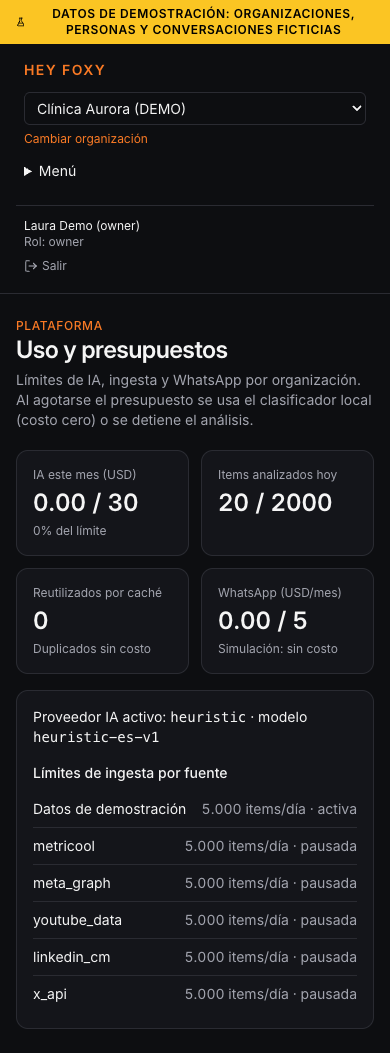 DATOS DE DEMOSTRACIÓN: ORGANIZACIONES,
PERSONAS Y CONVERSACIONES FICTICIAS
HEY FOXY
Clínica Aurora (DEMO)
Cambiar organización
Menú
Laura Demo (owner)
Rol: owner
Salir
PLATAFORMA
Uso y presupuestos
Límites de IA, ingesta y WhatsApp por organización.
Al agotarse el presupuesto se usa el clasificador local
(costo cero) o se detiene el análisis.
IA este mes (USD)
0.00 / 30
0% del límite
Items analizados hoy
20 / 2000
Reutilizados por caché
0
Duplicados sin costo
WhatsApp (USD/mes)
0.00 / 5
Simulación: sin costo
Proveedor IA activo: heuristic · modelo
heuristic-es-v1
Límites de ingesta por fuente
Datos de demostración 5.000 items/día · activa
metricool 5.000 items/día · pausada
meta_graph 5.000 items/día · pausada
youtube_data 5.000 items/día · pausada
linkedin_cm 5.000 items/día · pausada
x_api 5.000 items/día · pausada